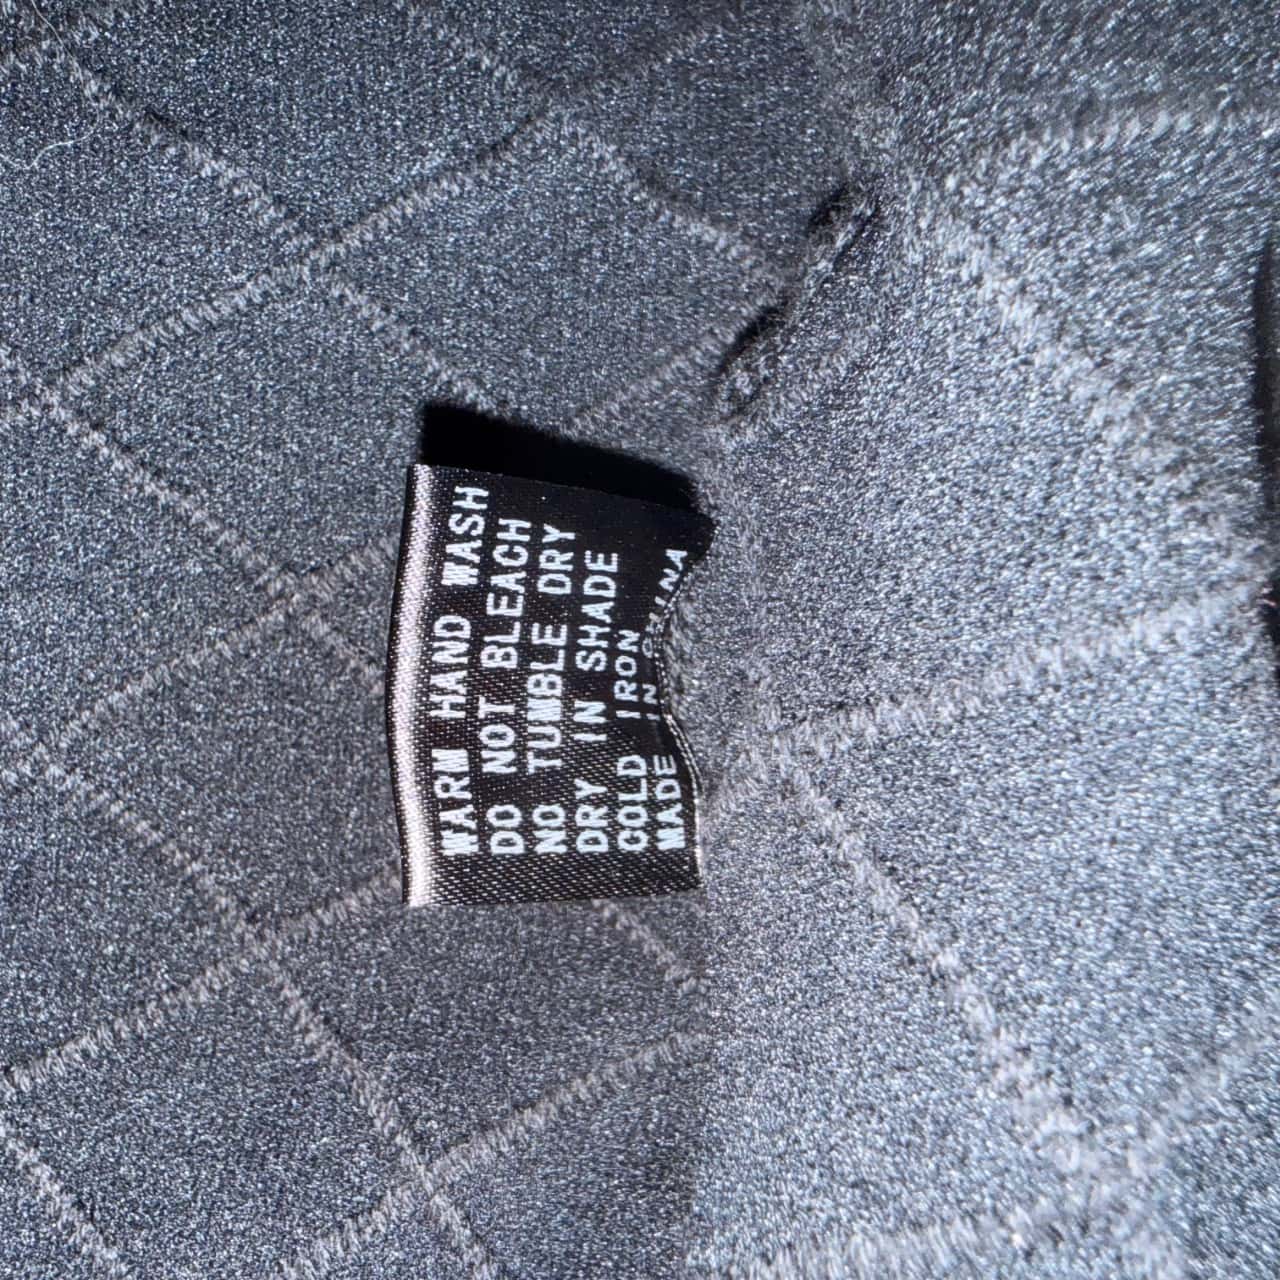 WARM HAND WASH
DO NOT BLEACH
NO TUMBLE DRY
DRY IN SHADE
COLD IRON
MADE IN CHINA